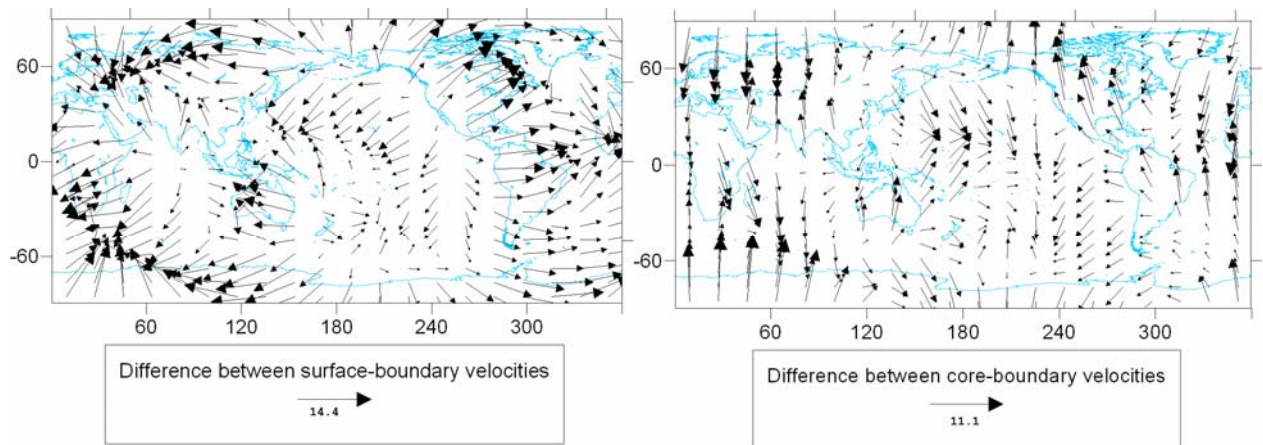 60
0
-60
60 120 180 240 300
Difference between surface-boundary velocities
14.4
60
0
-60
60 120 180 240 300
Difference between core-boundary velocities
11.1